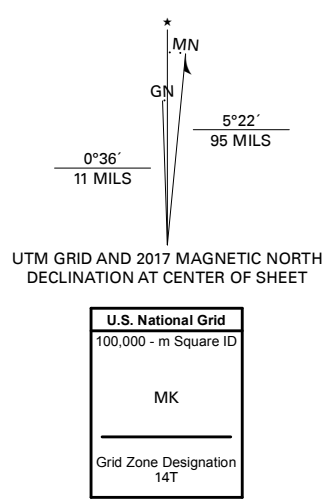 ★
MN
GN
5°22´
95 MILS
0°36´
11 MILS
UTM GRID AND 2017 MAGNETIC NORTH
DECLINATION AT CENTER OF SHEET
U.S. National Grid
100,000 - m Square ID
MK
Grid Zone Designation
14T